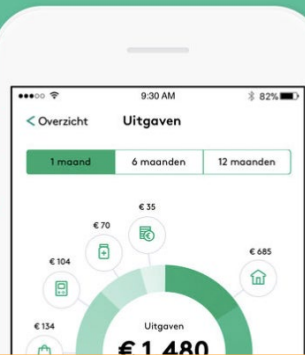 9:30 AM 82%
Overzicht Uitgaven
1 maand 6 maanden 12 maanden
€ 35
€ 70
€ 685
€ 104
€ 134
Uitgaven
€ 1.480